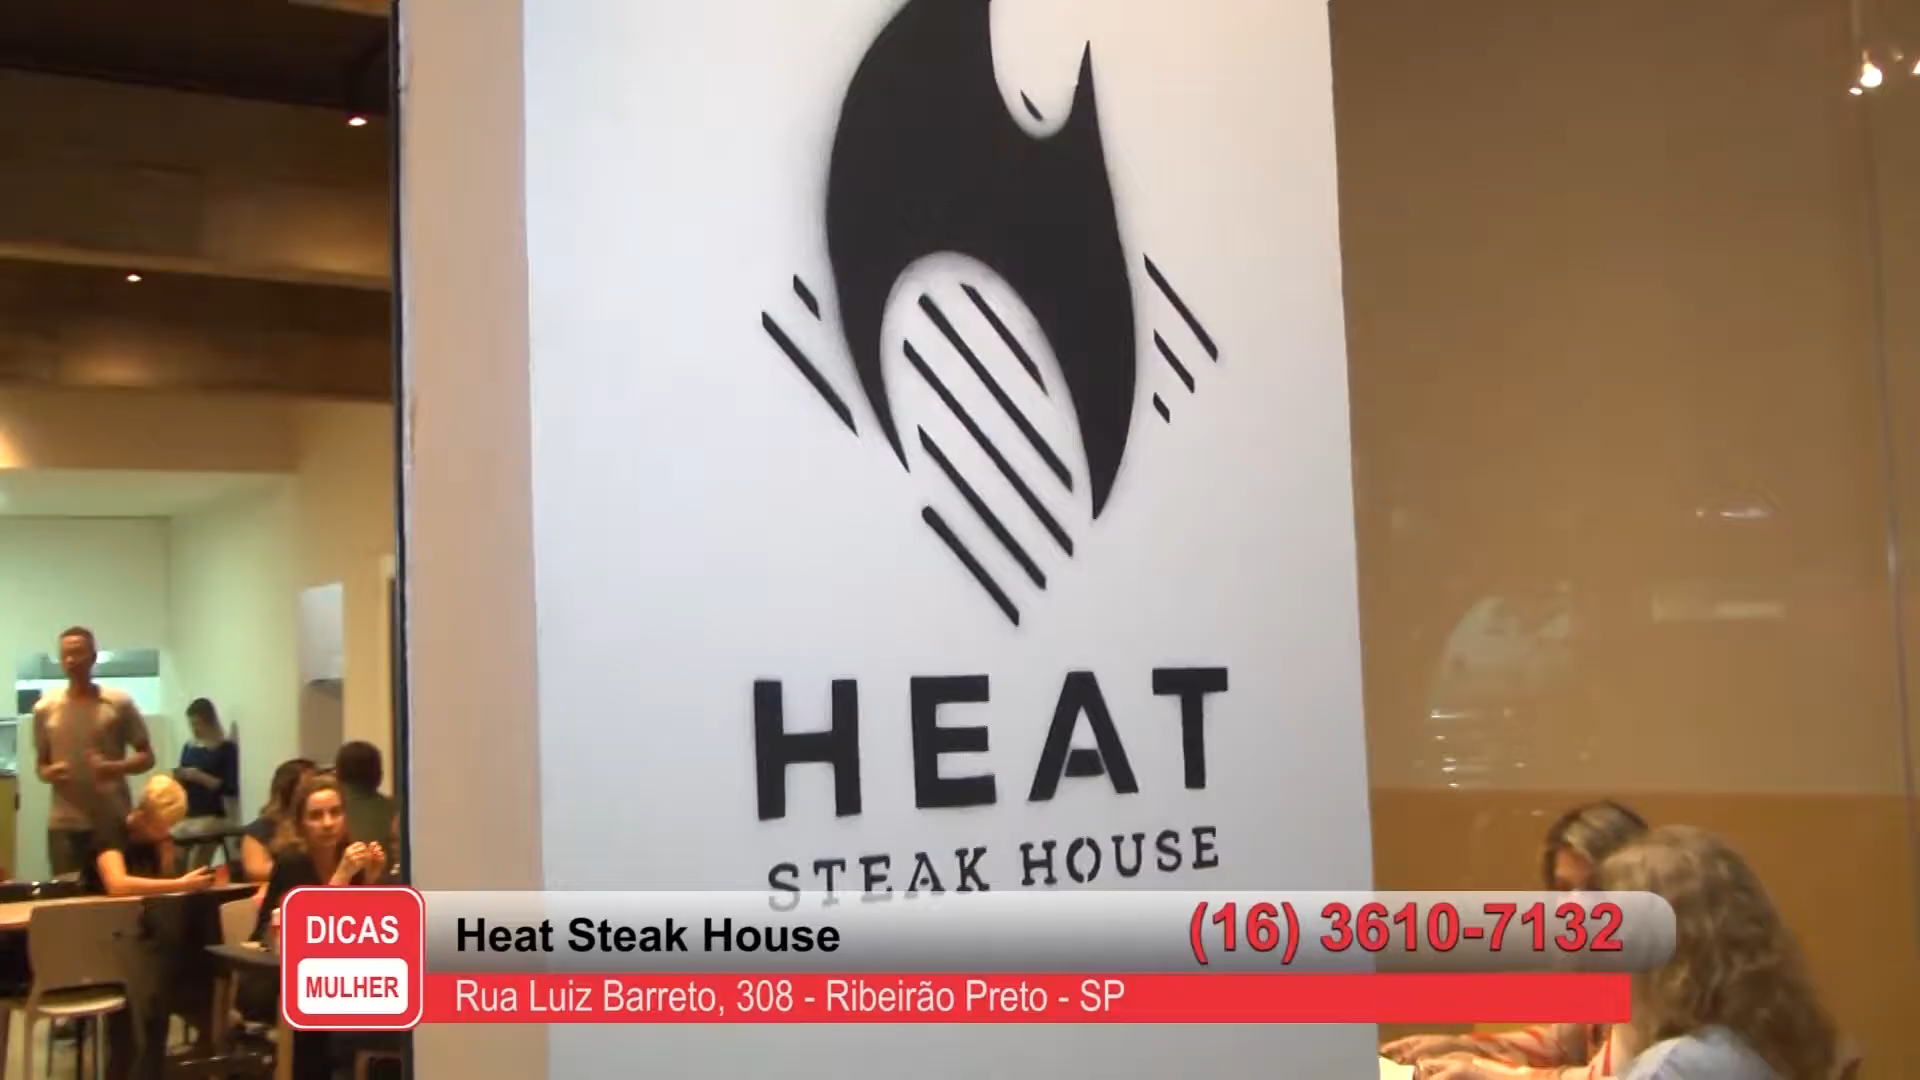 HEAT
STEAK HOUSE
DICAS
MULHER
Heat Steak House
(16) 3610-7132
Rua Luiz Barreto, 308 - Ribeirão Preto - SP